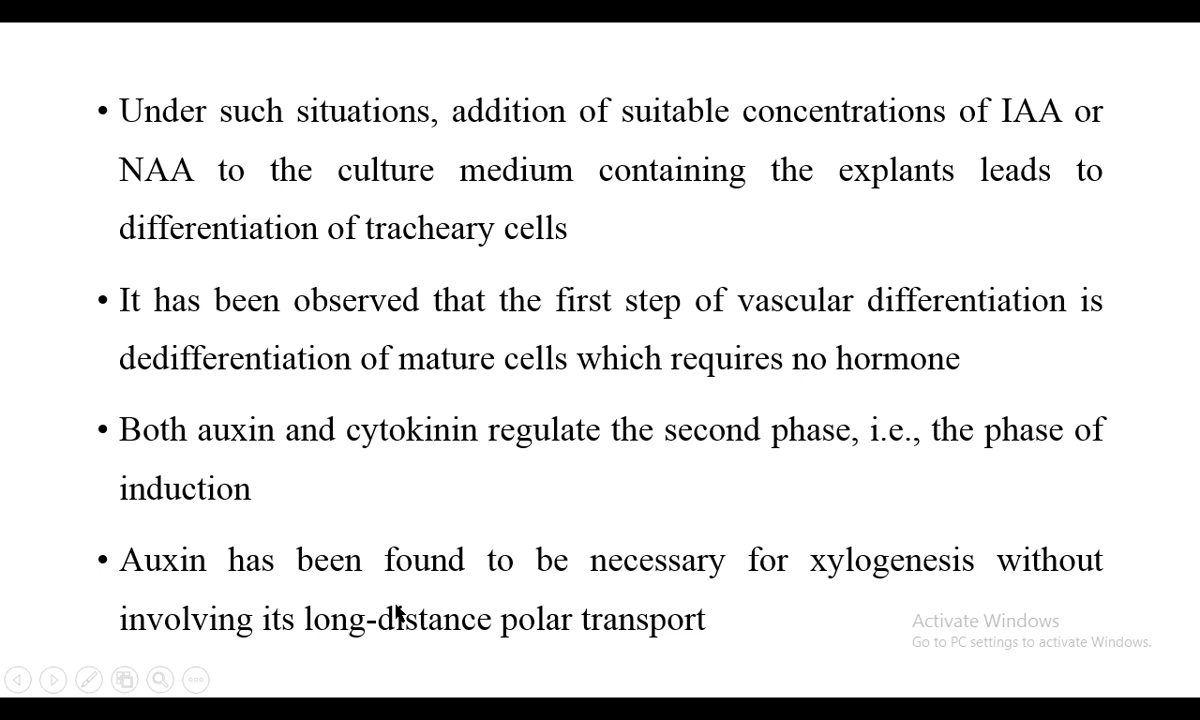 • Under such situations, addition of suitable concentrations of IAA or
NAA to the culture medium containing the explants leads to
differentiation of tracheary cells
• It has been observed that the first step of vascular differentiation is
dedifferentiation of mature cells which requires no hormone
• Both auxin and cytokinin regulate the second phase, i.e., the phase of
induction
• Auxin has been found to be necessary for xylogenesis without
involving its long-distance polar transport
Activate Windows
Go to PC settings to activate Windows.